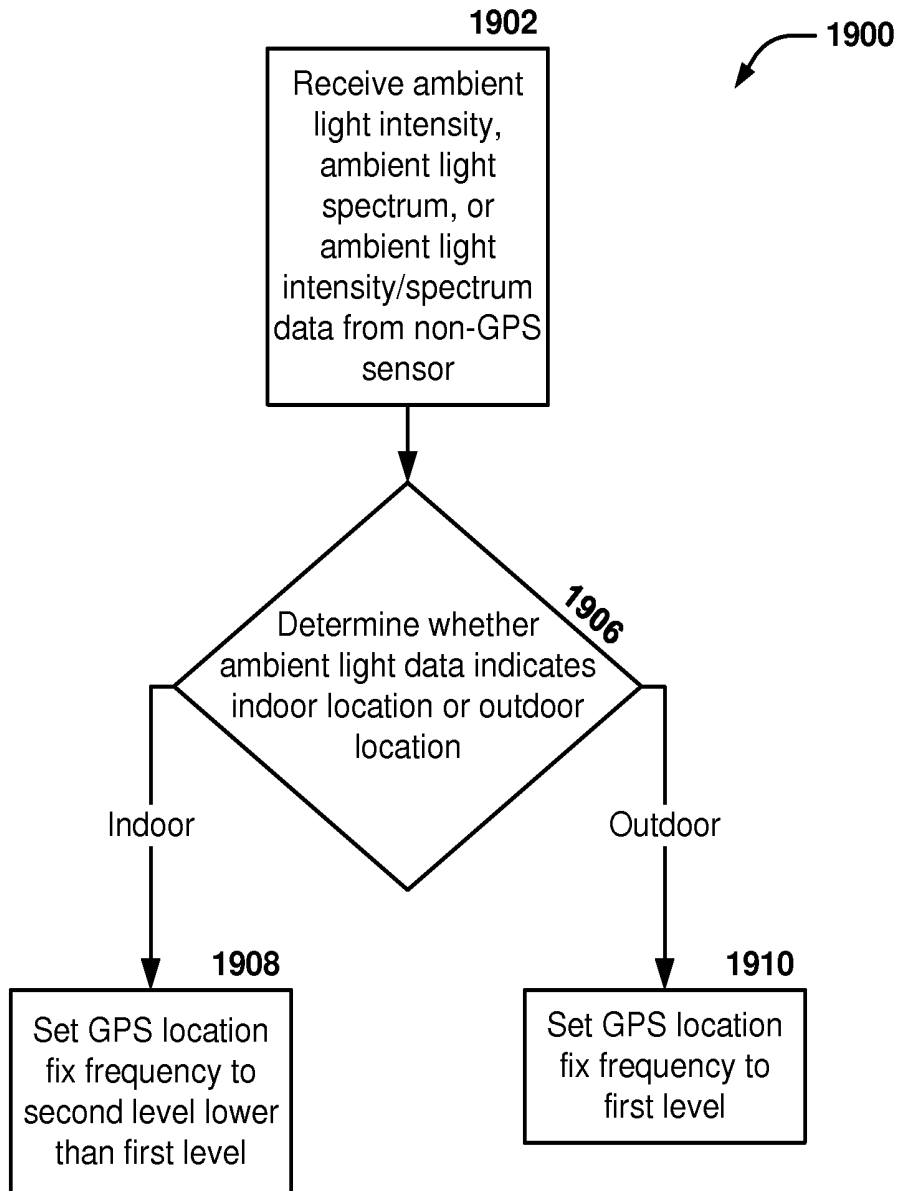 1902
1900
Receive ambient
light intensity,
ambient light
spectrum, or
ambient light
intensity/spectrum
data from non-GPS
sensor
1906
Determine whether
ambient light data indicates
indoor location or outdoor
location
Indoor
Outdoor
1908
1910
Set GPS location
fix frequency to
second level lower
than first level
Set GPS location
fix frequency to
first level